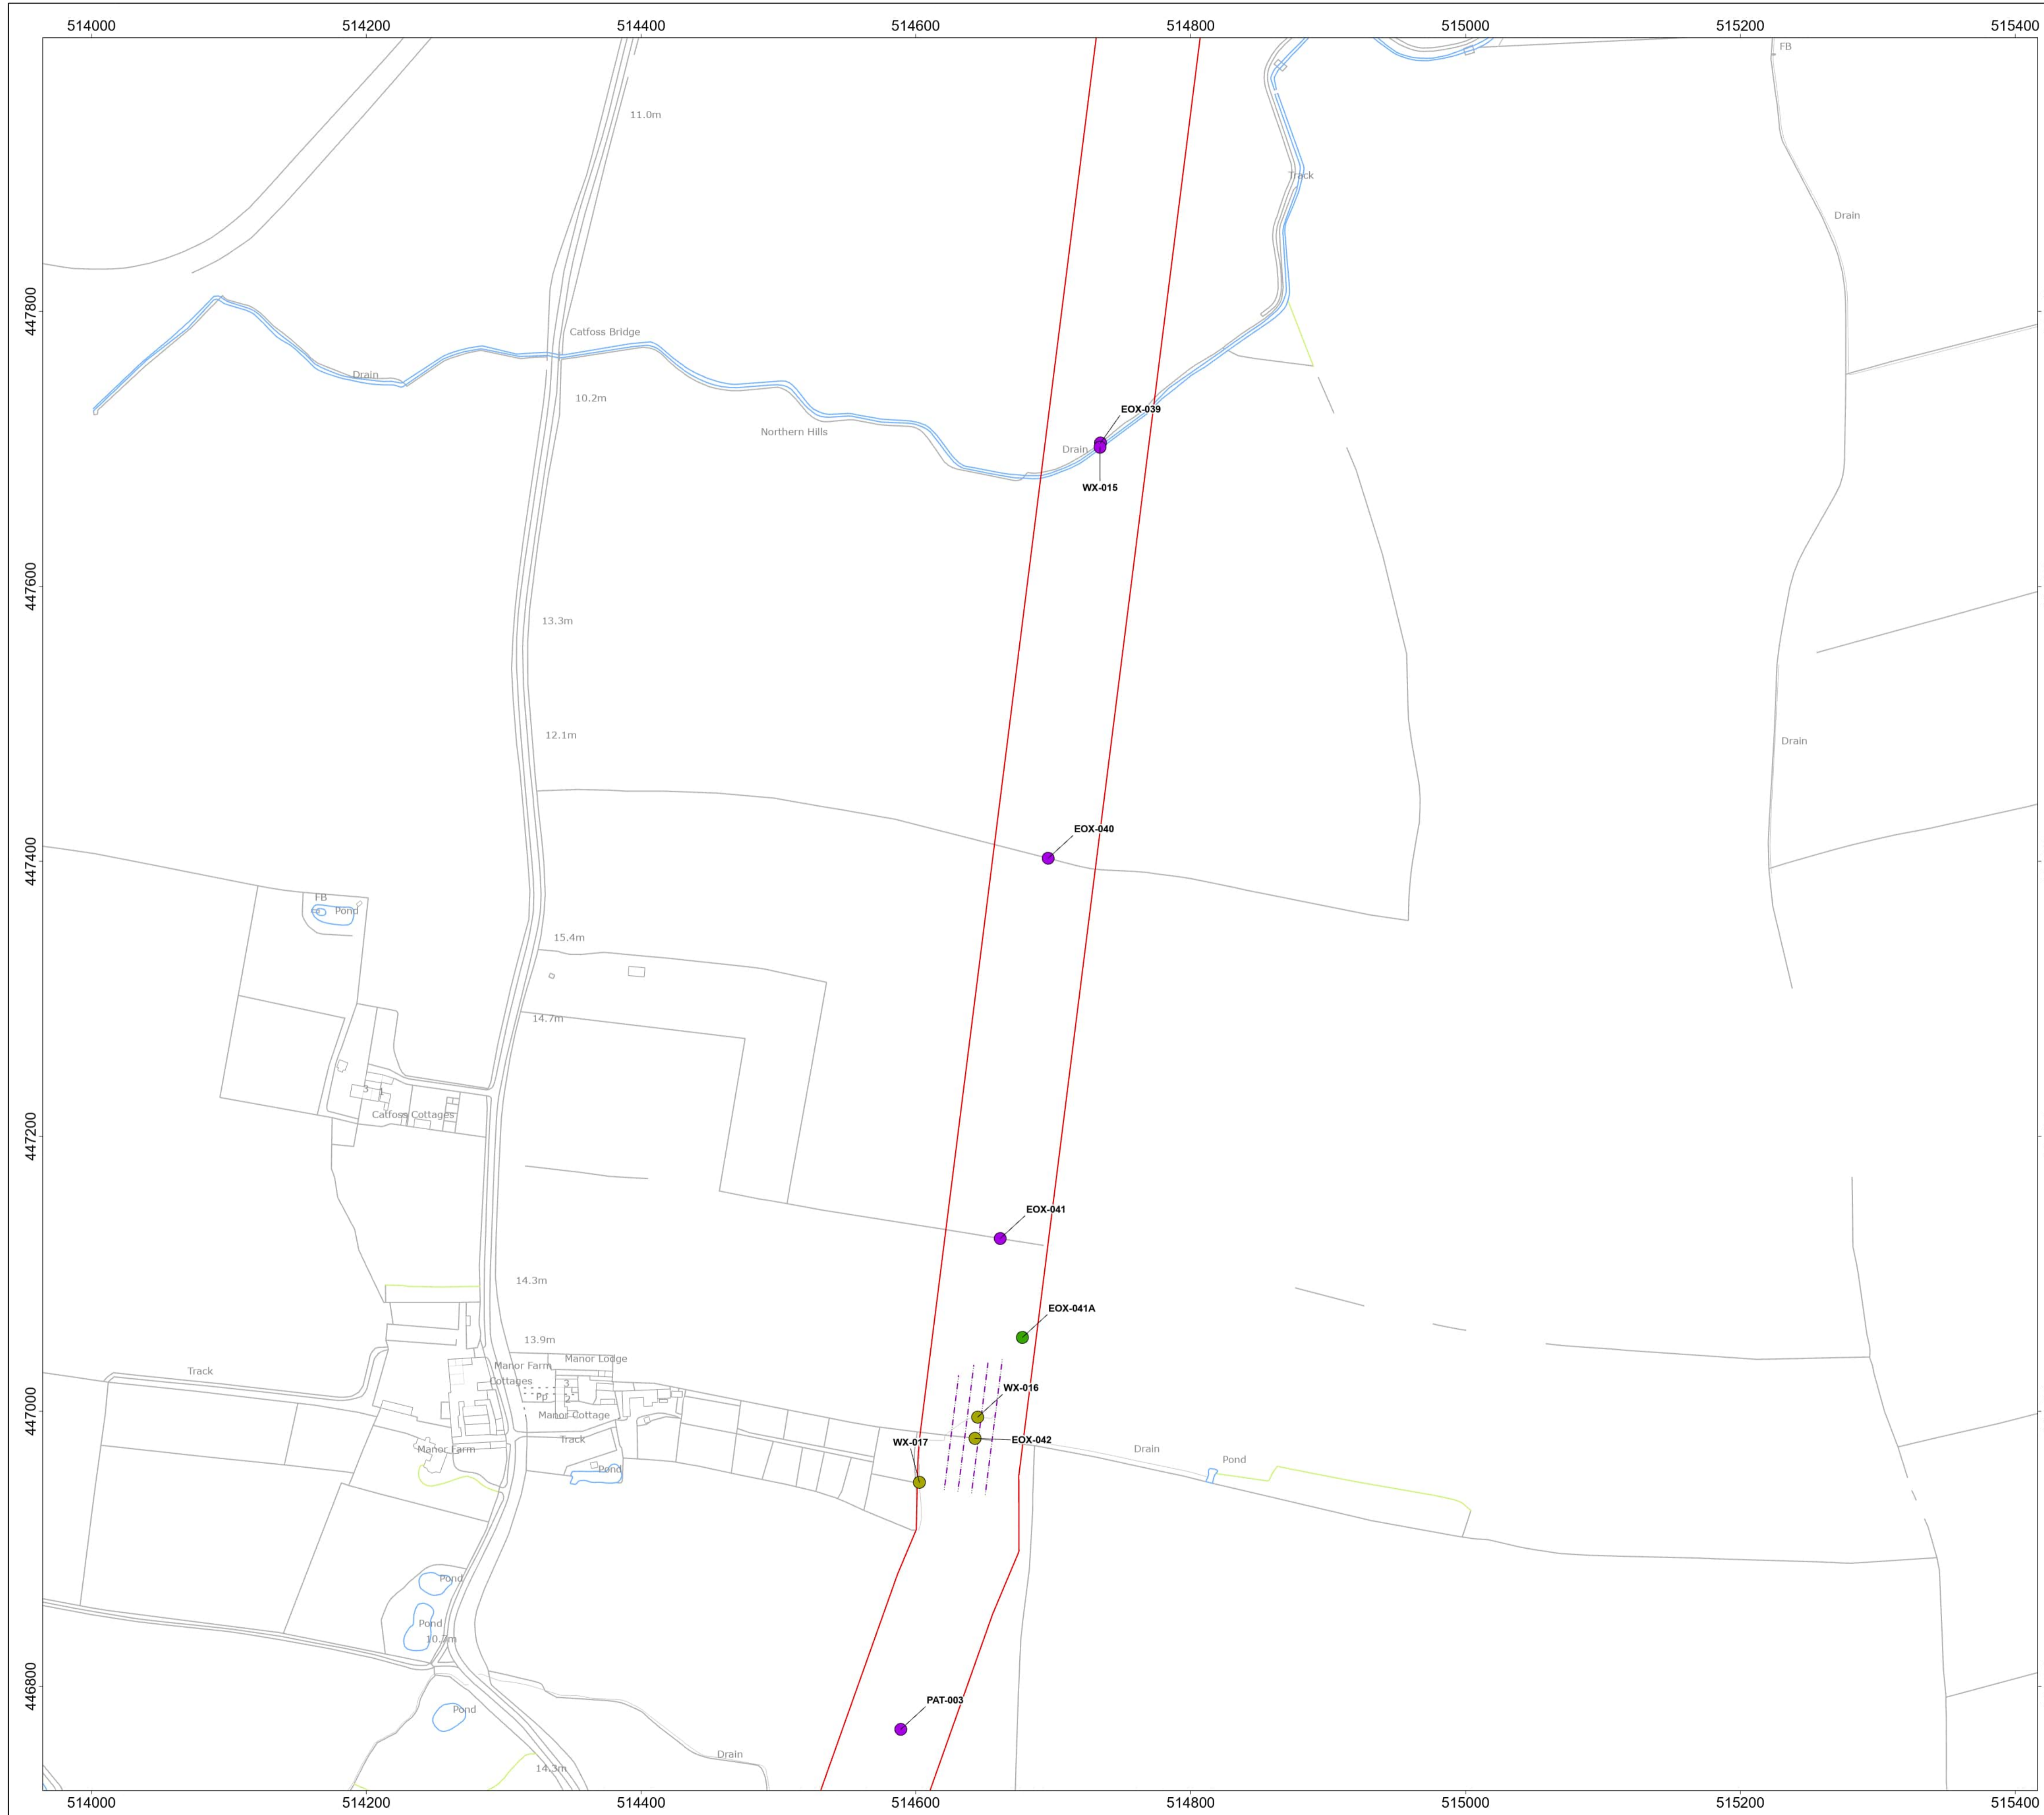 514000 514200 514400 514600 514800 515000 515200 515400
FB
11.0m
Track
Drain
447800
Catfoss Bridge
Drain
10.2m
EOX-039
Northern Hills
Drain
WX-015
447600
13.3m
12.1m
Drain
EOX-040
447400
FB
Pond
15.4m
14.7m
3 1
Catfoss Cottages
447200
EOX-041
14.3m
EOX-041A
13.9m
Manor Lodge
Manor Farm
Cottages
Track
3
WX-016
Pp 2
447000
Manor Cottage
Track
EOX-042
WX-017
Manor Farm
Drain
Pond
Pond
Pond
Pond
10.7m
446800
PAT-003
Pond
Drain
14.3m
514000 514200 514400 514600 514800 515000 515200 515400